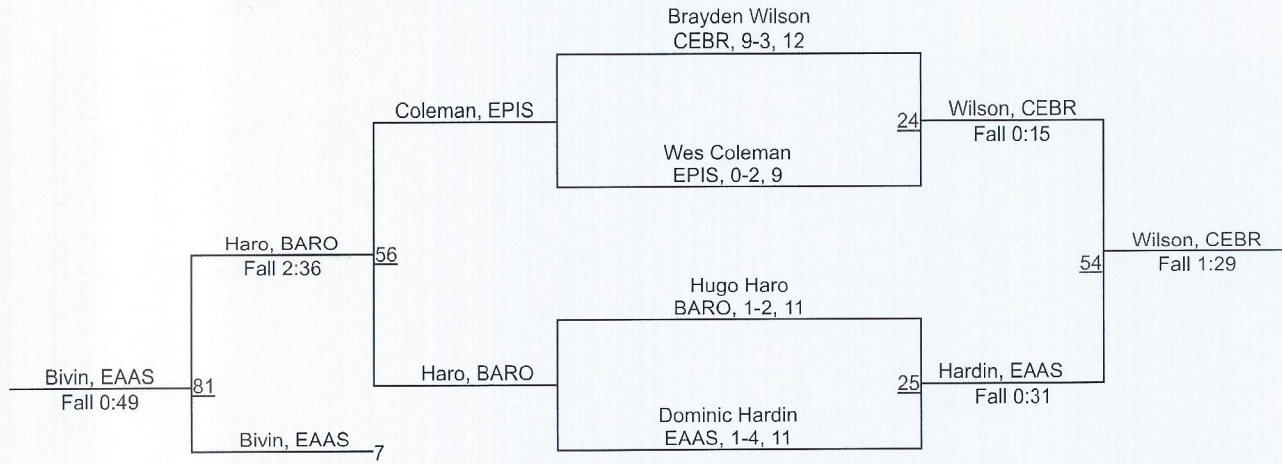 Brayden Wilson
CEBR, 9-3, 12
Coleman, EPIS
24
Wilson, CEBR
Fall 0:15
Wes Coleman
EPIS, 0-2, 9
Haro, BARO
Fall 2:36
56
Wilson, CEBR
Fall 1:29
54
Hugo Haro
BARO, 1-2, 11
Bivin, EAAS
Fall 0:49
81
Haro, BARO
25
Hardin, EAAS
Fall 0:31
Dominic Hardin
EAAS, 1-4, 11
Bivin, EAAS
7